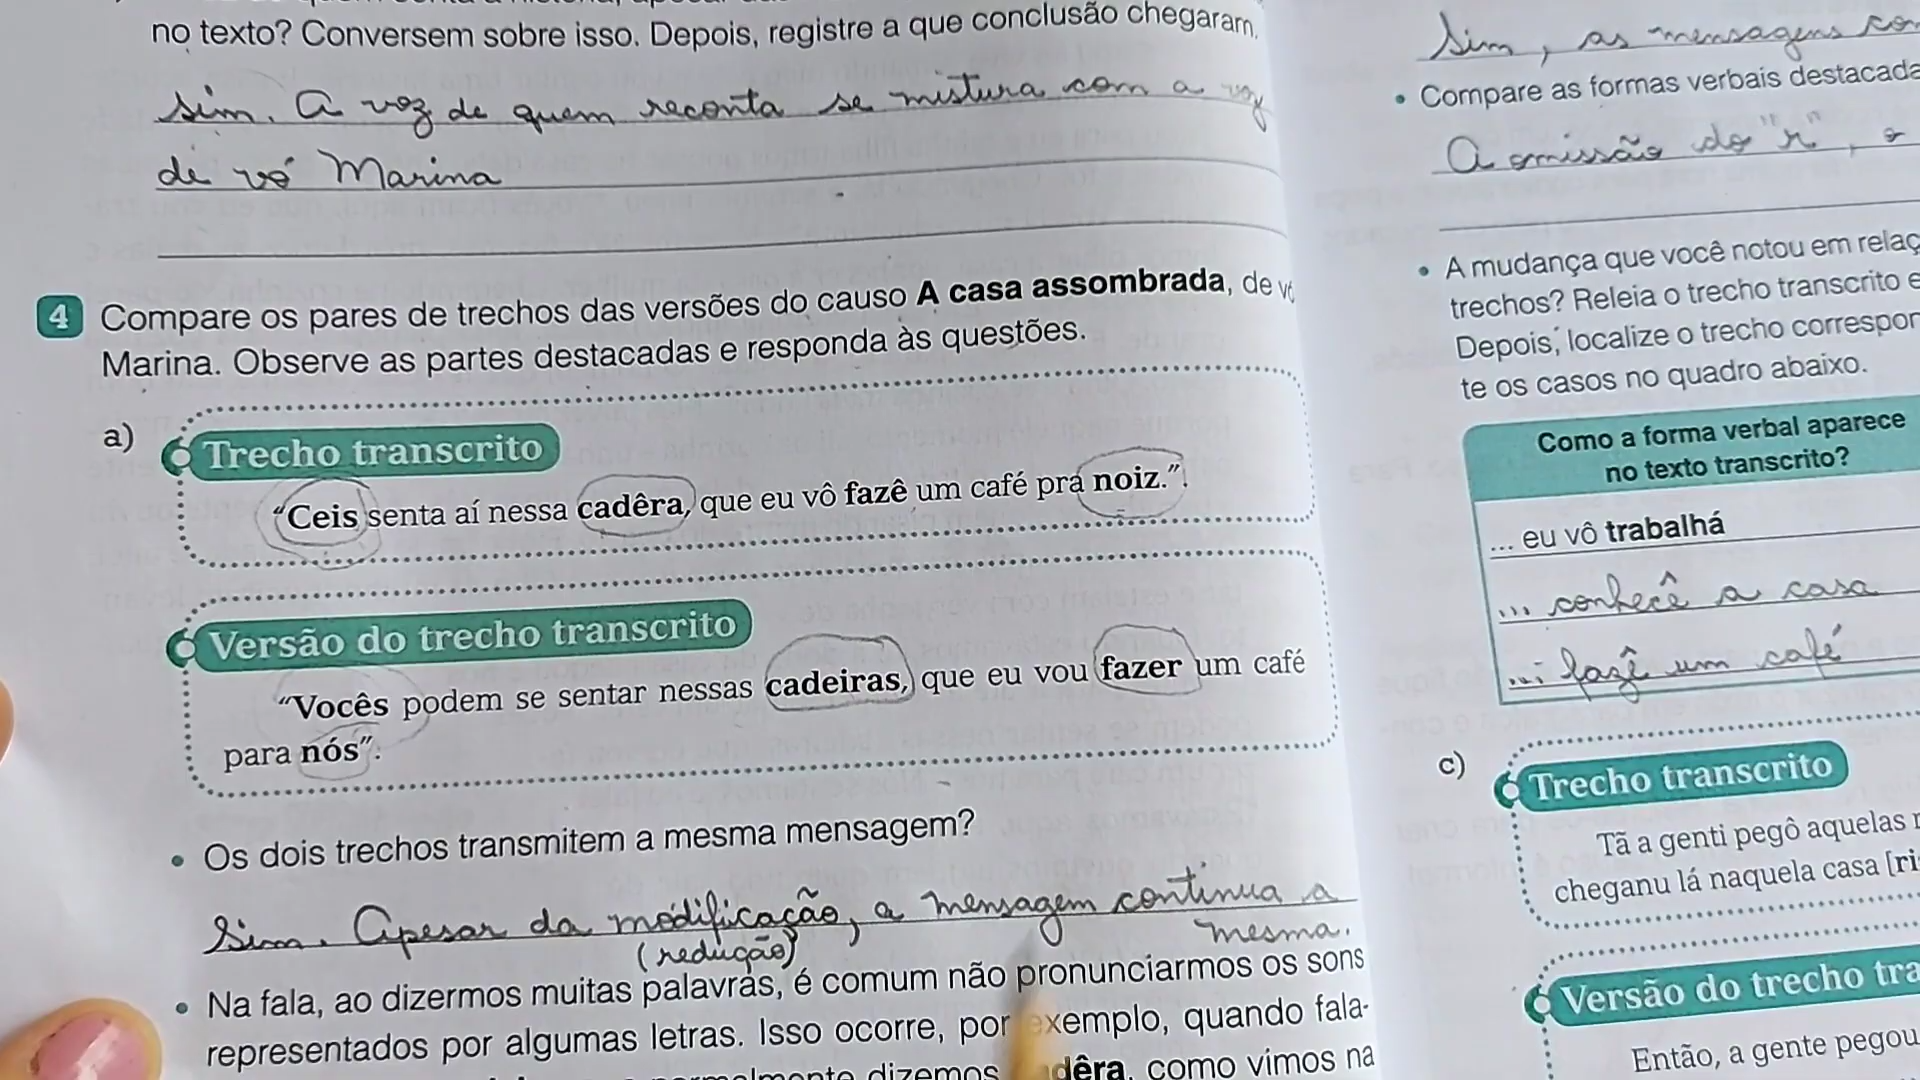 no texto? Conversem sobre isso. Depois, registre a que conclusão chegaram.
sim. A voz de quem reconta se mistura com a voz
de vó Marina
4 Compare os pares de trechos das versões do causo A casa assombrada, de vó
Marina. Observe as partes destacadas e responda às questões.
a) Trecho transcrito
“Ceis senta aí nessa cadêra, que eu vô fazê um café prá noiz.”.
Versão do trecho transcrito
“Vocês podem se sentar nessas cadeiras, que eu vou fazer um café
para nós”.
• Os dois trechos transmitem a mesma mensagem?
Sim. Apesar da modificação, a mensagem continua a
(redução) mesma.
• Na fala, ao dizermos muitas palavras, é comum não pronunciarmos os sons
representados por algumas letras. Isso ocorre, por exemplo, quando fala-
dizemos dêra, como vimos na
Sim, as mensagens
• Compare as formas verbais
A omissão do "r",
• A mudança que você notou em
trechos? Releia o trecho transcrito e
Depois, localize o trecho
te os casos no quadro abaixo.
Como a forma verbal aparece
no texto transcrito?
... eu vô trabalhá
... conhecê a casa
... fazê um café
c) Trecho transcrito
Tã a genti pegô aquelas
cheganu lá naquela casa
Versão do trecho
Então, a gente pegou